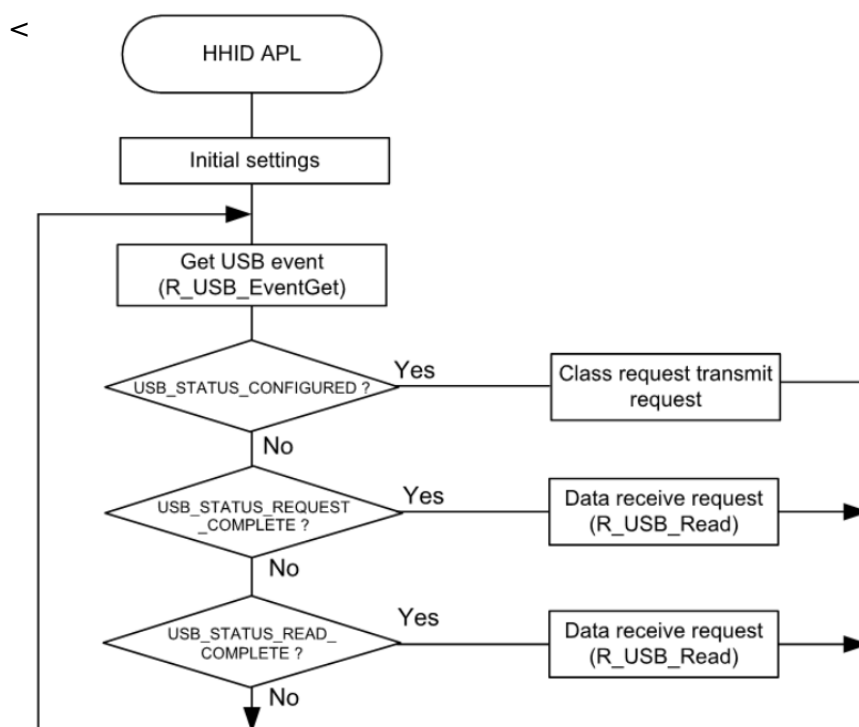 <
HHID APL
Initial settings
Get USB event
(R_USB_EventGet)
USB_STATUS_CONFIGURED ?
Yes
Class request transmit
request
No
USB_STATUS_REQUEST
_COMPLETE ?
Yes
Data receive request
(R_USB_Read)
No
USB_STATUS_READ_
COMPLETE ?
Yes
Data receive request
(R_USB_Read)
No